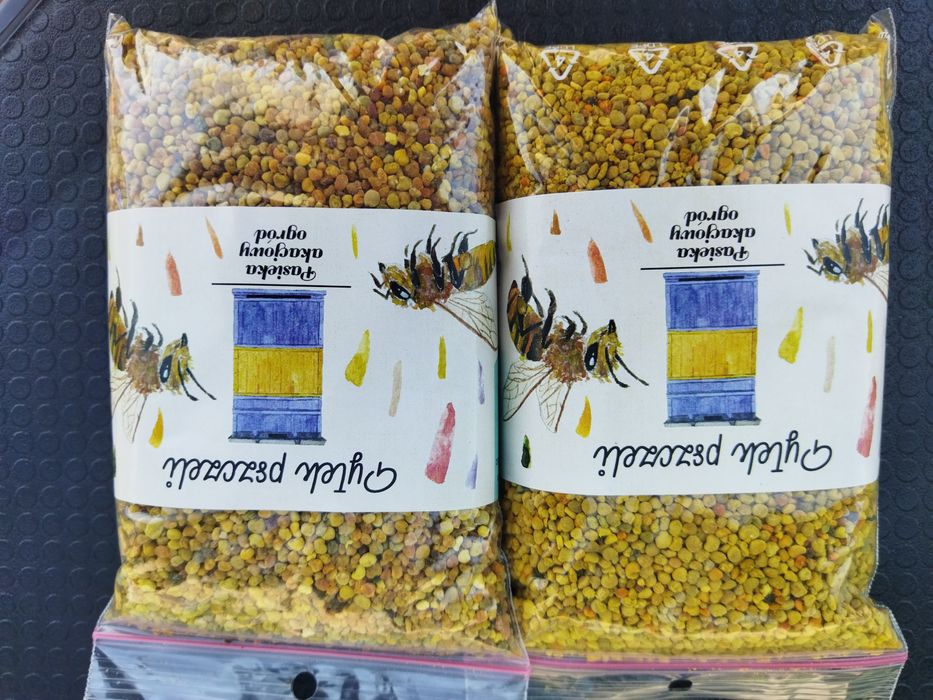 Pyłek pszczeli
Pasieka
akacjowy
ogród
Pyłek pszczeli
Pasieka
akacjowy
ogród